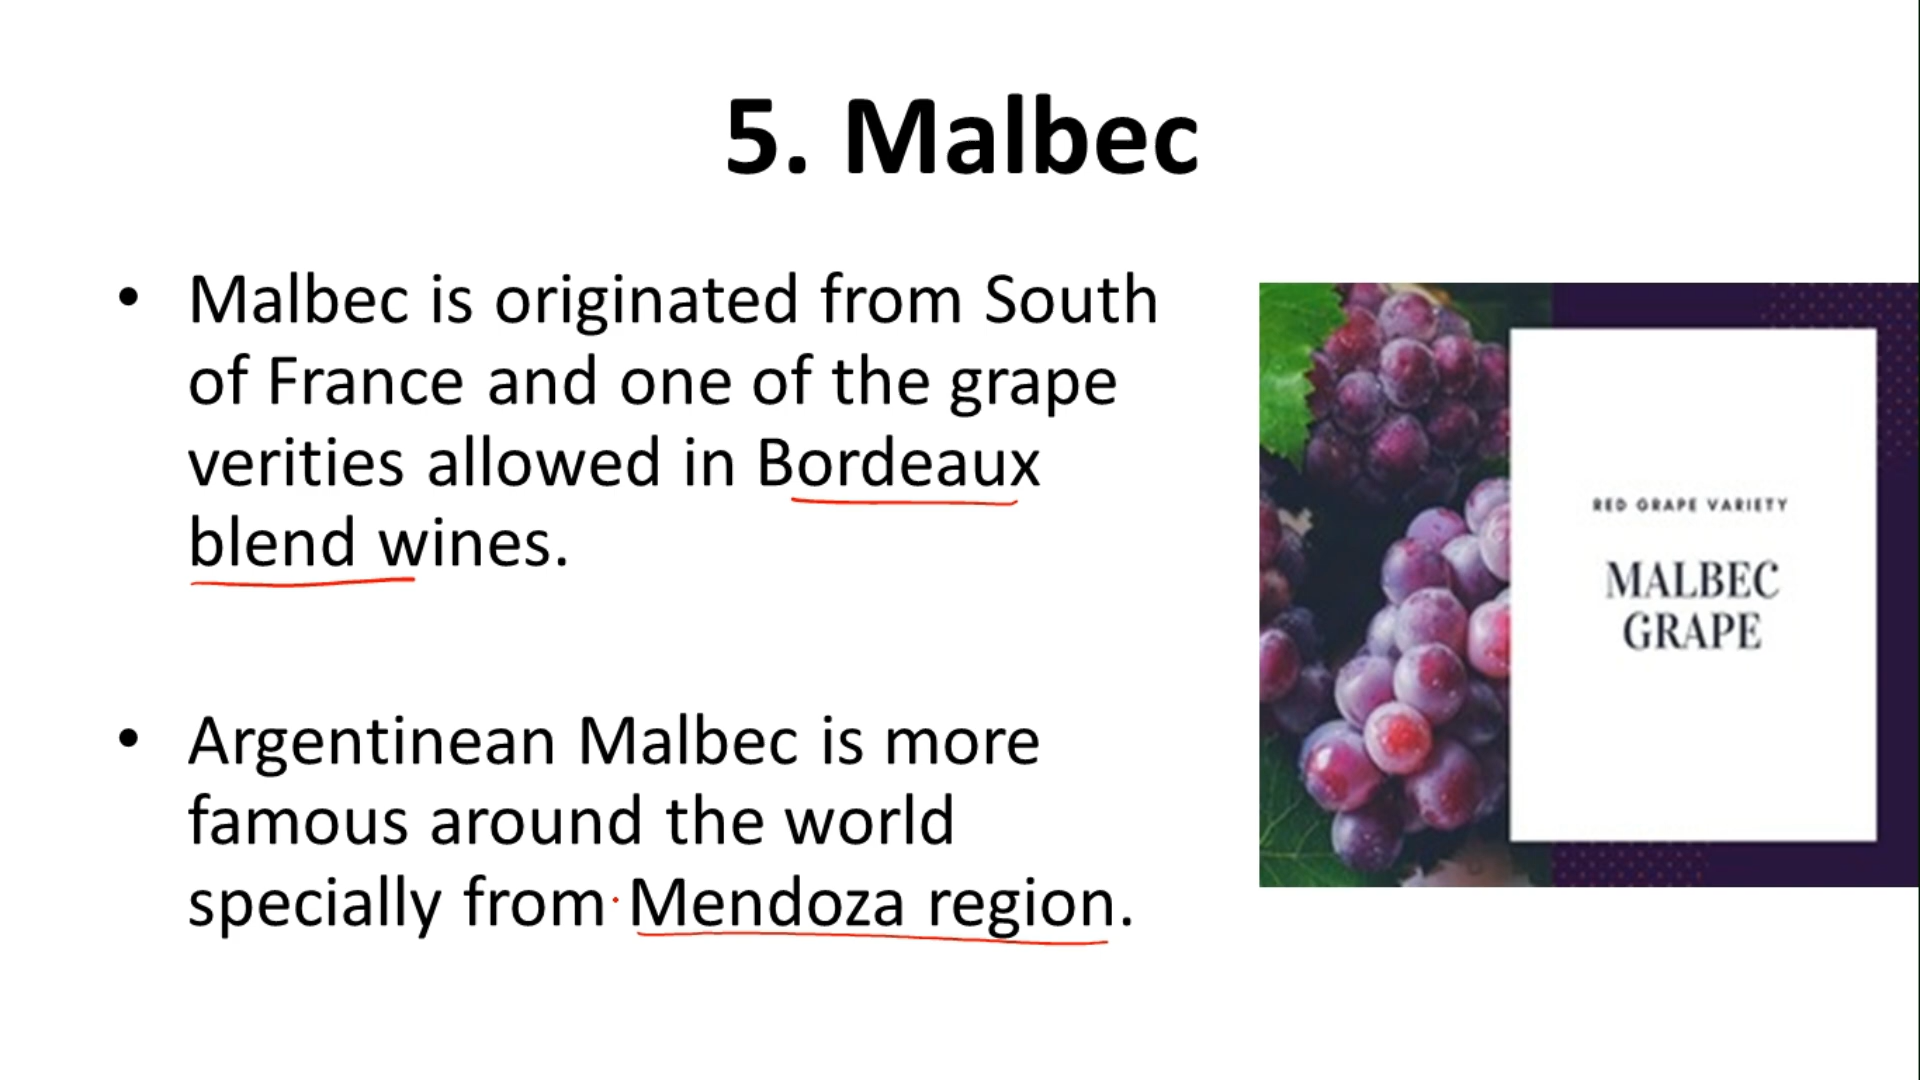 5. Malbec
• Malbec is originated from South
of France and one of the grape
verities allowed in Bordeaux
blend wines.
• Argentinean Malbec is more
famous around the world
specially from Mendoza region.
RED GRAPE VARIETY
MALBEC
GRAPE